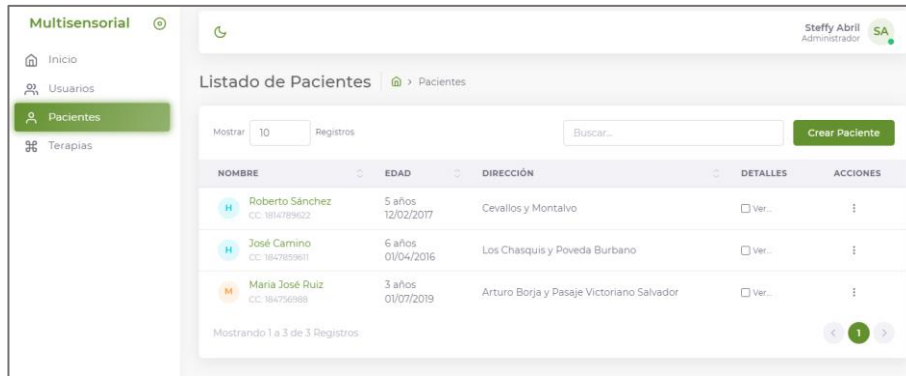 Multisensorial
Inicio
Usuarios
Pacientes
Terapias
Steffy Abril
Administrador
SA
Listado de Pacientes
Pacientes
Mostrar 10 Registros
Buscar...
Crear Paciente
NOMBRE EDAD DIRECCIÓN DETALLES ACCIONES
H Roberto Sánchez 5 años Cevallos y Montalvo Ver...
CC: 1814789622 12/02/2017
H José Camino 6 años Los Chasquis y Poveda Burbano Ver...
CC: 1847859611 01/04/2016
M Maria José Ruiz 3 años Arturo Borja y Pasaje Victoriano Salvador Ver...
CC: 184756988 01/07/2019
Mostrando 1 a 3 de 3 Registros
< 1 >